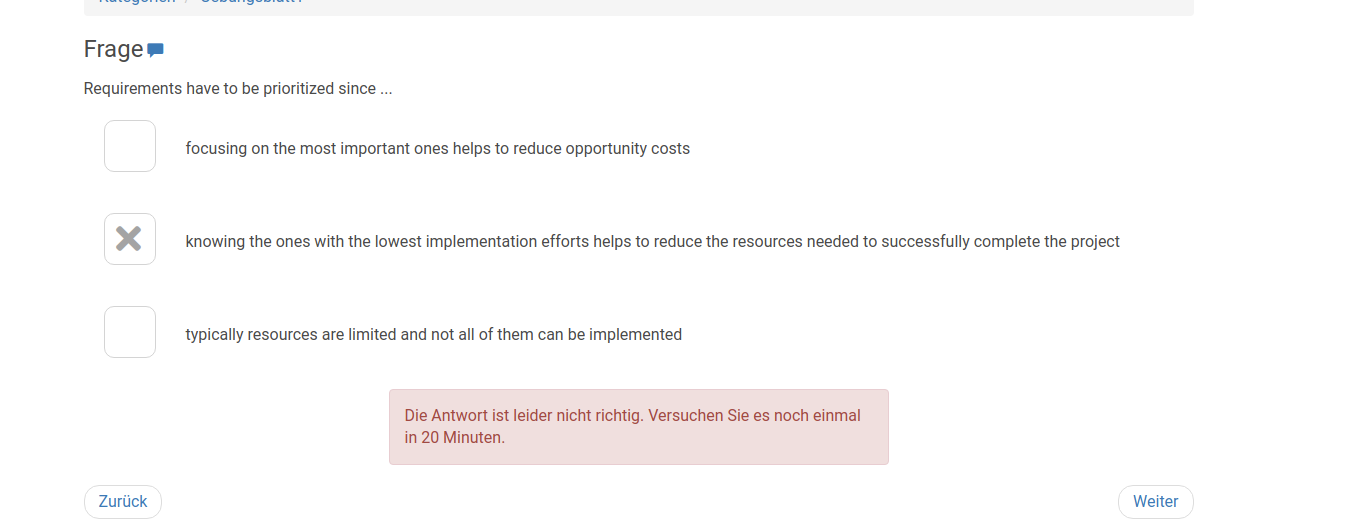 Frage
Requirements have to be prioritized since ...
focusing on the most important ones helps to reduce opportunity costs
knowing the ones with the lowest implementation efforts helps to reduce the resources needed to successfully complete the project
typically resources are limited and not all of them can be implemented
Die Antwort ist leider nicht richtig. Versuchen Sie es noch einmal
in 20 Minuten.
Zurück
Weiter